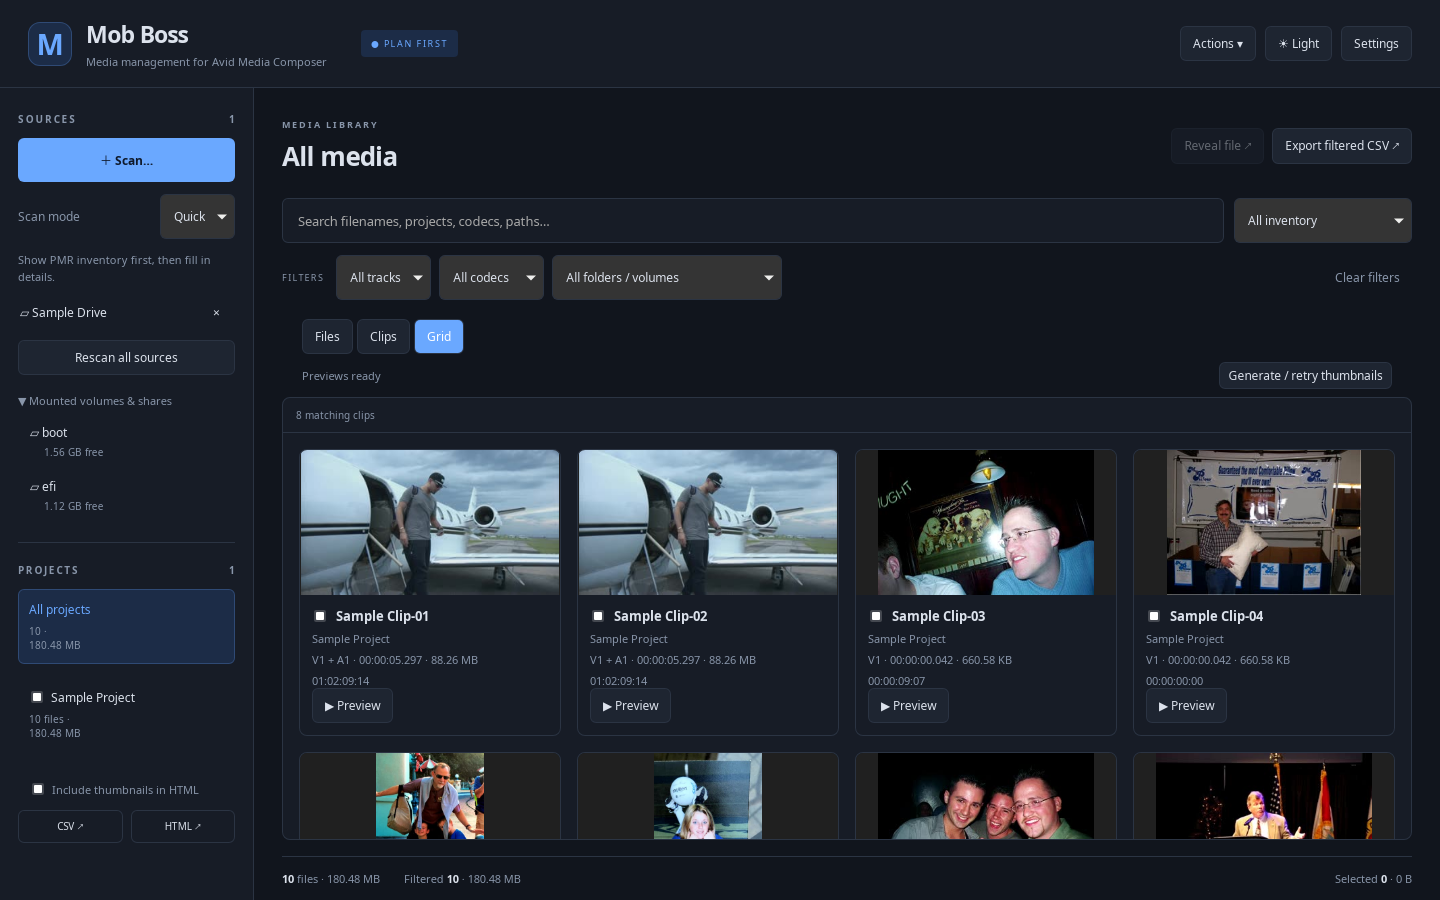 M
Mob Boss
Media management for Avid Media Composer
● PLAN FIRST
Actions ▾
☀ Light
Settings
SOURCES 1
+ Scan...
Scan mode
Quick
Show PMR inventory first, then fill in
details.
▱ Sample Drive ×
Rescan all sources
▼ Mounted volumes & shares
▱ boot
1.56 GB free
▱ efi
1.12 GB free
PROJECTS 1
All projects
10 ·
180.48 MB
Sample Project
10 files ·
180.48 MB
Include thumbnails in HTML
CSV ↗
HTML ↗
MEDIA LIBRARY
All media
Reveal file ↗
Export filtered CSV ↗
Search filenames, projects, codecs, paths...
All inventory
FILTERS
All tracks
All codecs
All folders / volumes
Clear filters
Files
Clips
Grid
Previews ready
Generate / retry thumbnails
8 matching clips
Sample Clip-01
Sample Project
V1 + A1 · 00:00:05.297 · 88.26 MB
01:02:09:14
▶ Preview
Sample Clip-02
Sample Project
V1 + A1 · 00:00:05.297 · 88.26 MB
01:02:09:14
▶ Preview
UGHT
Sample Clip-03
Sample Project
V1 · 00:00:00.042 · 660.58 KB
00:00:09:07
▶ Preview
Guaranteed the most Comfortable
you'll ever own!
Sample Clip-04
Sample Project
V1 · 00:00:00.042 · 660.58 KB
00:00:00:00
▶ Preview
10 files · 180.48 MB
Filtered 10 · 180.48 MB
Selected 0 · 0 B